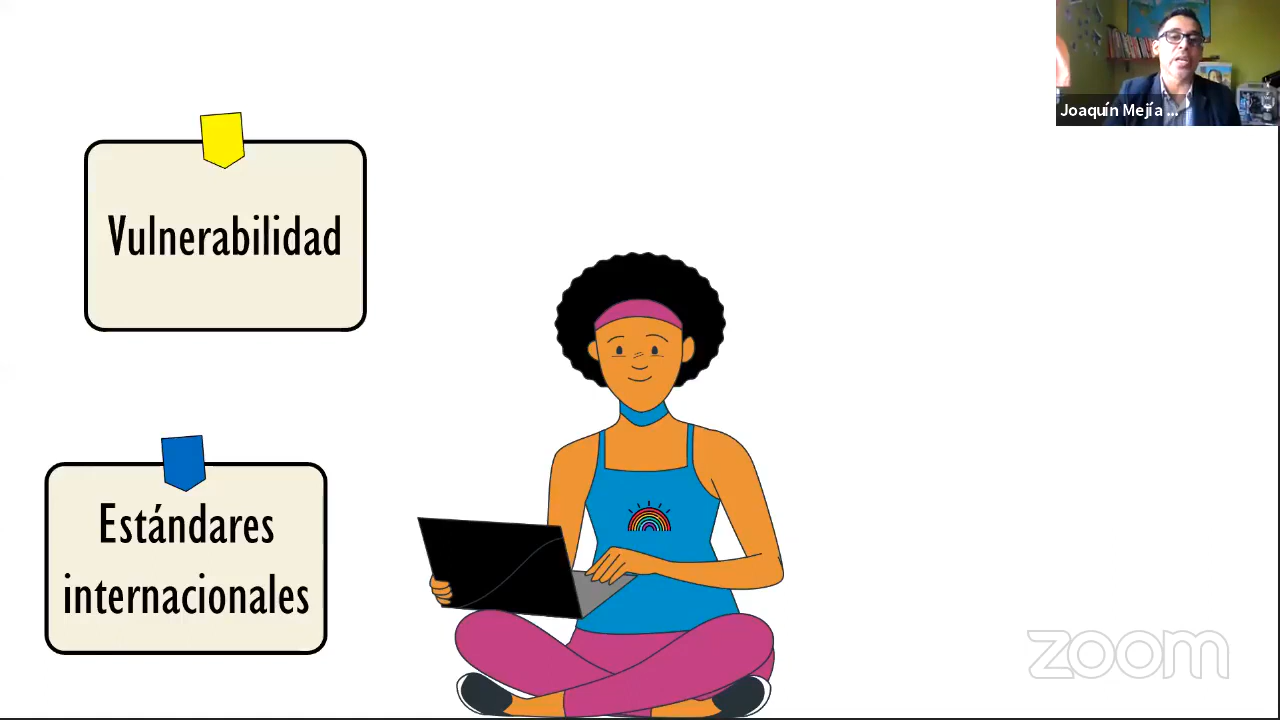 Joaquín Mejía ...
Vulnerabilidad
Estándares
internacionales
zoom